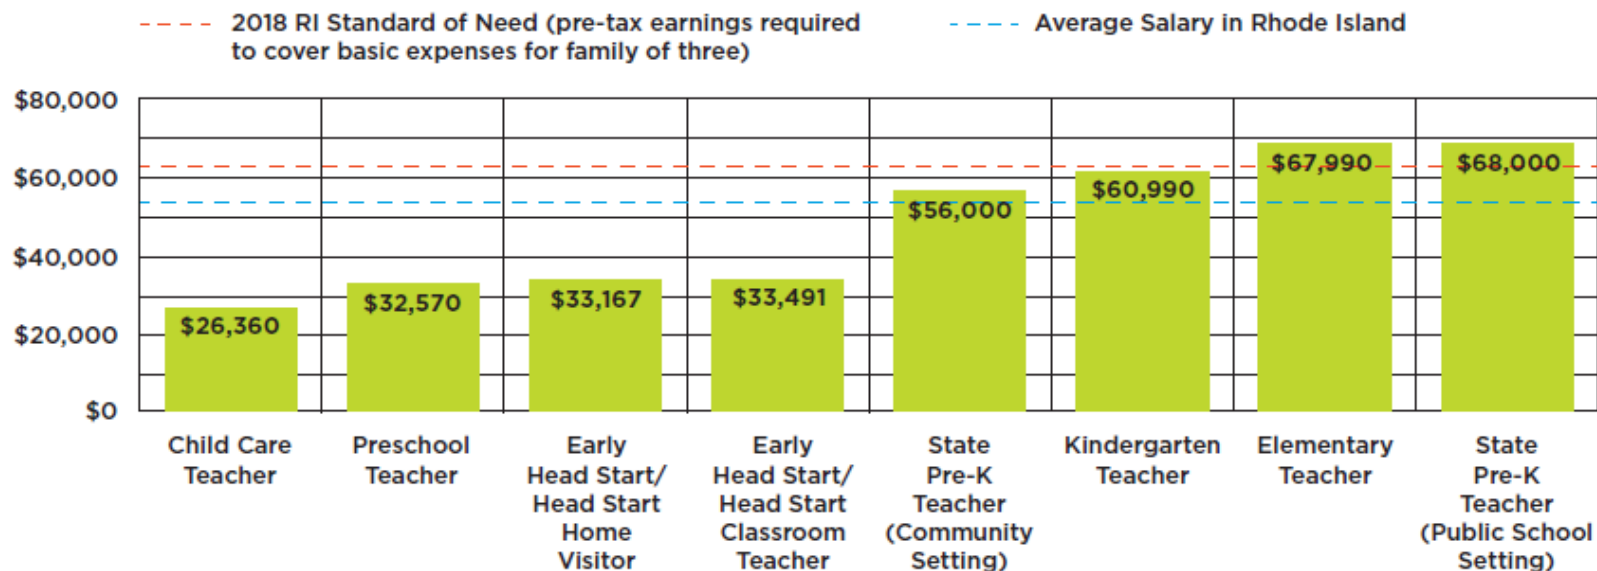 2018 RI Standard of Need (pre-tax earnings required
to cover basic expenses for family of three)
Average Salary in Rhode Island
$80,000
$60,000
$40,000
$20,000
$0
$26,360
$32,570
$33,167
$33,491
$56,000
$60,990
$67,990
$68,000
Child Care
Teacher
Preschool
Teacher
Early
Head Start/
Head Start
Home
Visitor
Early
Head Start/
Head Start
Classroom
Teacher
State
Pre-K
Teacher
(Community
Setting)
Kindergarten
Teacher
Elementary
Teacher
State
Pre-K
Teacher
(Public School
Setting)